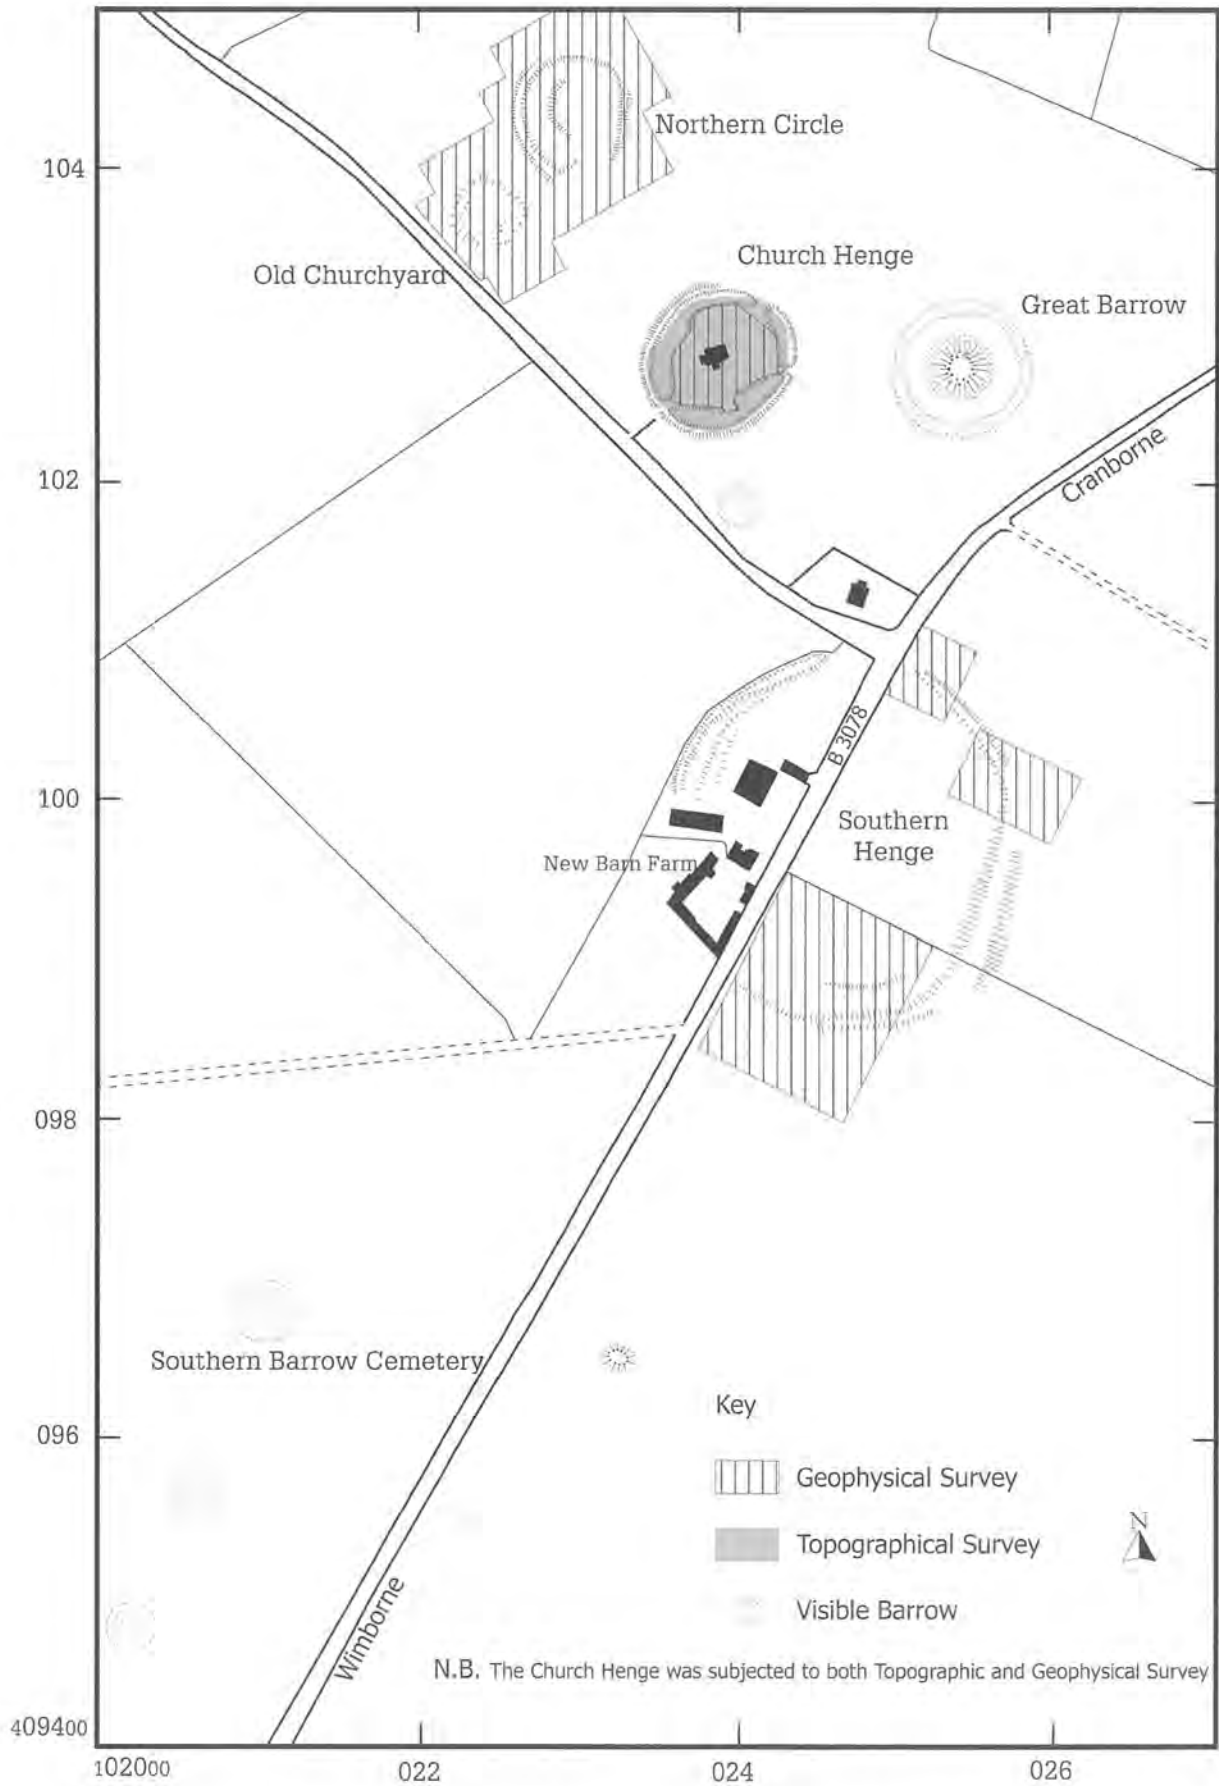 Northern Circle
104
Church Henge
Old Churchyard
Great Barrow
102
Cranborne
B 3078
100
Southern
Henge
New Barn Farm
098
Southern Barrow Cemetery
Key
096
Geophysical Survey
N
Topographical Survey
Wimborne
Visible Barrow
N.B. The Church Henge was subjected to both Topographic and Geophysical Survey
409400
102000
022
024
026